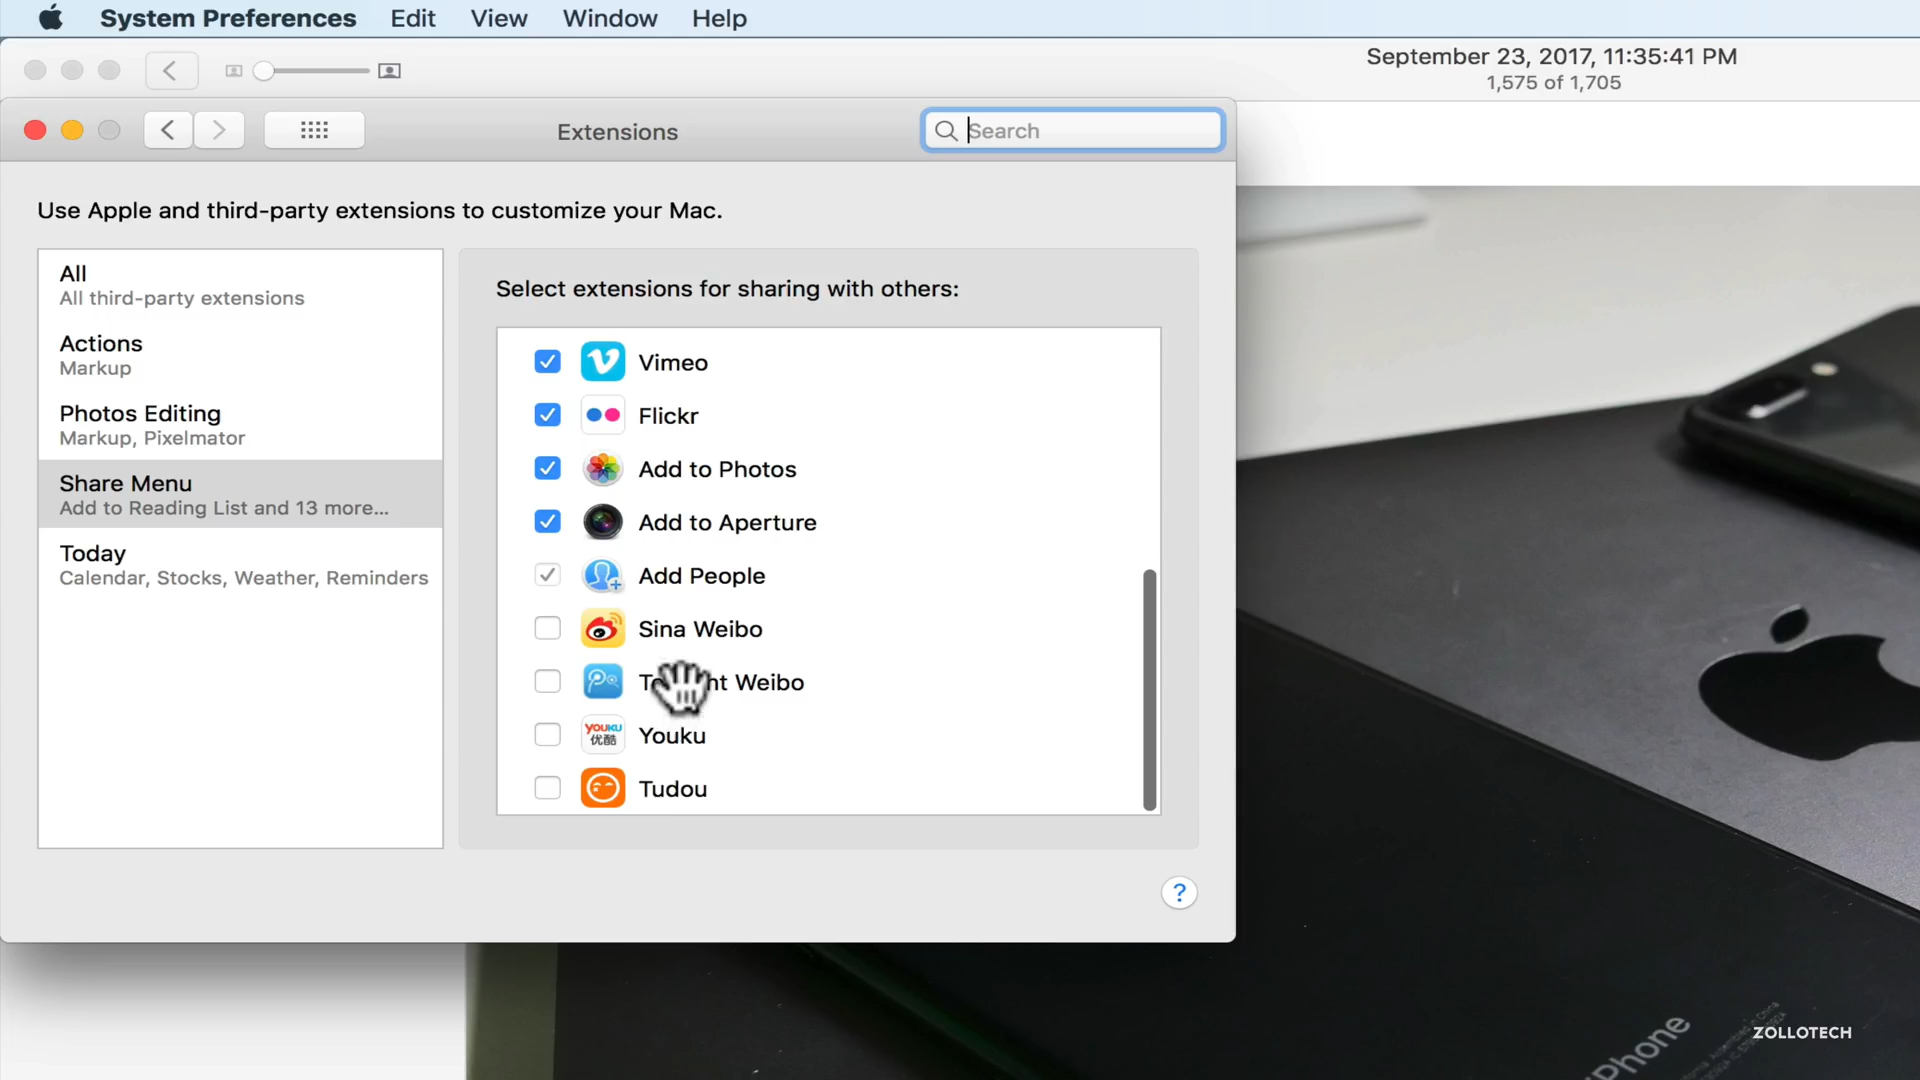 System Preferences Edit View Window Help
September 23, 2017, 11:35:41 PM
1,575 of 1,705
Extensions
Search
Use Apple and third-party extensions to customize your Mac.
All
All third-party extensions
Actions
Markup
Photos Editing
Markup, Pixelmator
Share Menu
Add to Reading List and 13 more...
Today
Calendar, Stocks, Weather, Reminders
Select extensions for sharing with others:
Vimeo
Flickr
Add to Photos
Add to Aperture
Add People
Sina Weibo
Weibo
YOUKU
优酷
Youku
Tudou
?
iPhone
ZOLLOTECH